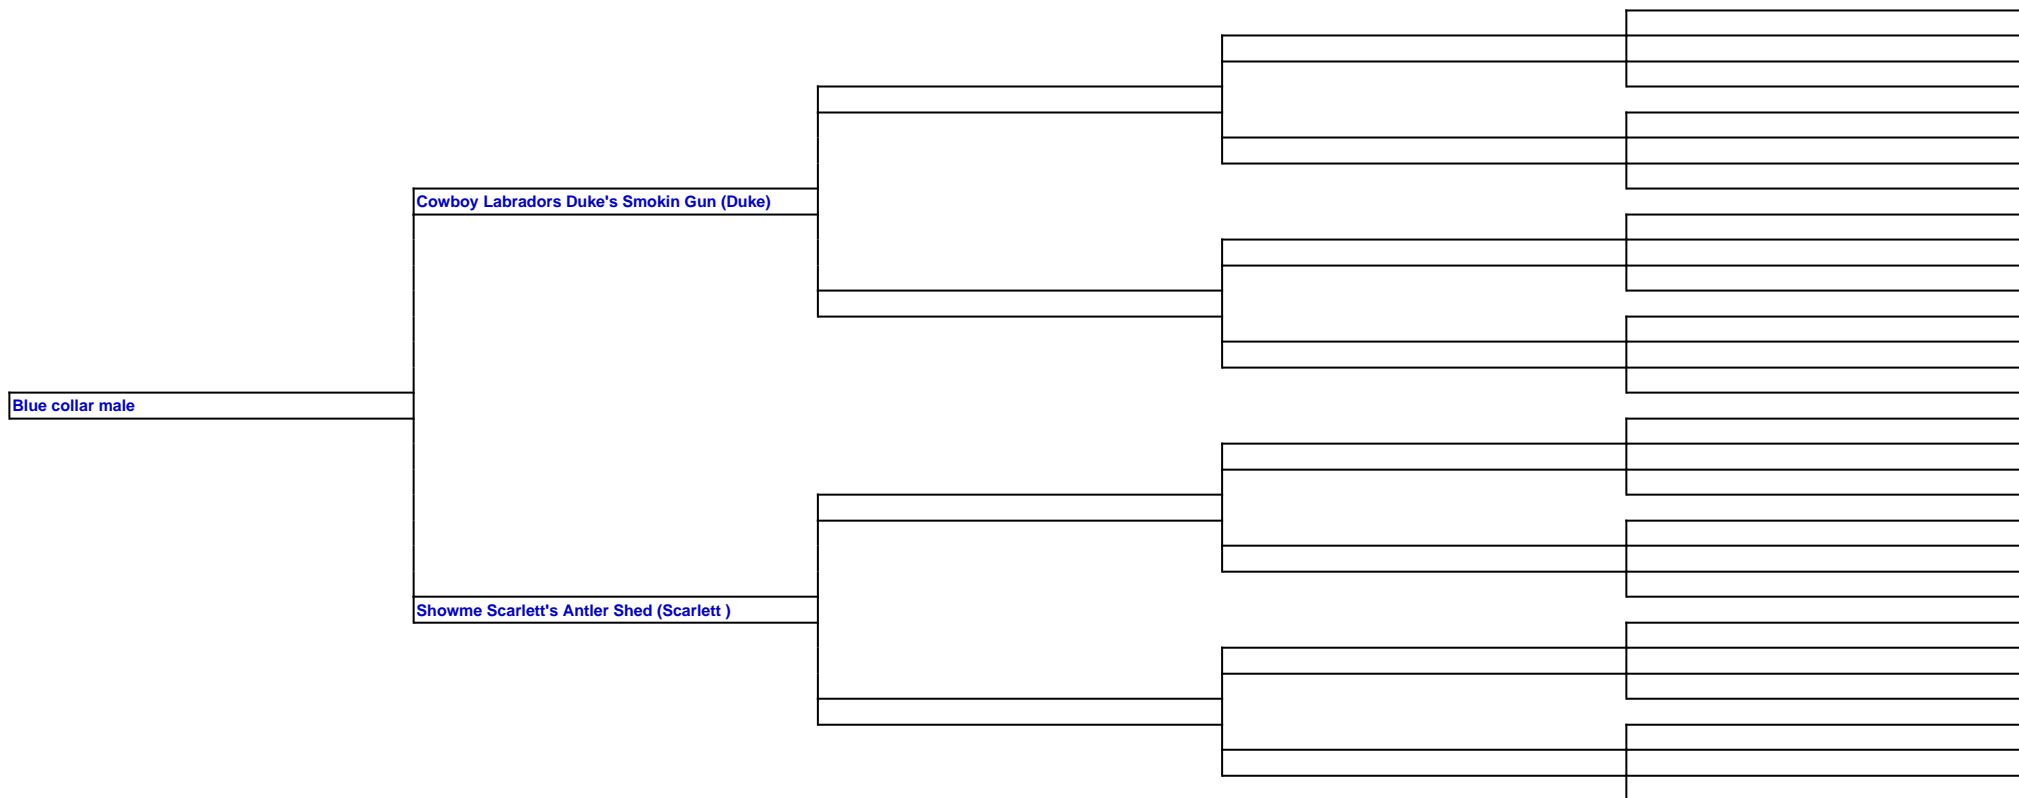 Cowboy Labradors Duke's Smokin Gun (Duke)
Blue collar male
Showme Scarlett's Antler Shed (Scarlett )